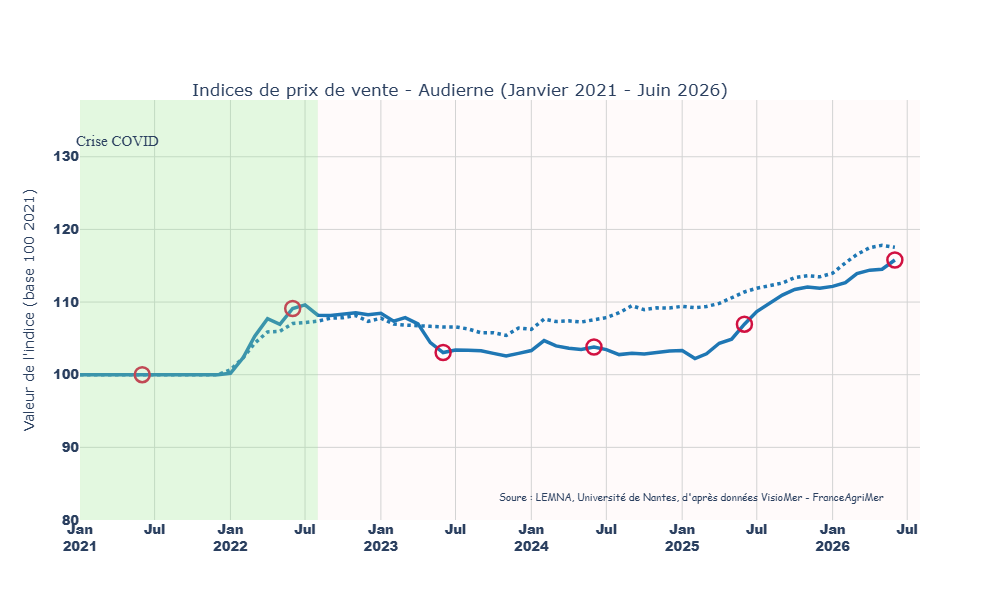 Indices de prix de vente - Audierne (Janvier 2021 - Juin 2026)
Crise COVID
130
120
110
100
90
80
Valeur de l'indice (base 100 2021)
Soure : LEMNA, Université de Nantes, d'après données VisioMer - FranceAgriMer
Jan Jul Jan Jul Jan Jul Jan Jul Jan Jul Jan Jul
2021 2022 2023 2024 2025 2026